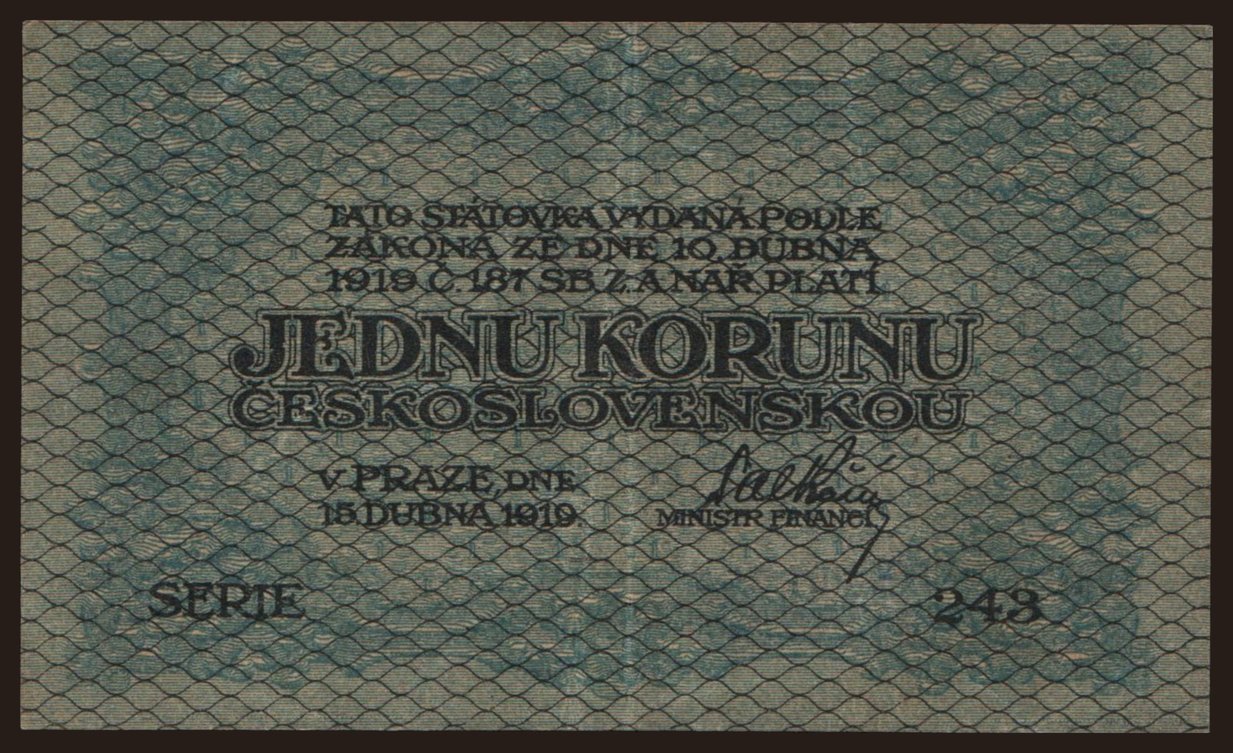 TATO STÁTOVKA VYDANÁ PODLE
ZÁKONA ZE DNE 10. DUBNA
1919 Č. 187 SB. Z. A NAŘ. PLATÍ
JEDNU KORUNU
ČESKOSLOVENSKOU
V PRAZE, DNE
15. DUBNA 1919.
MINISTR FINANCÍ
SERIE
243